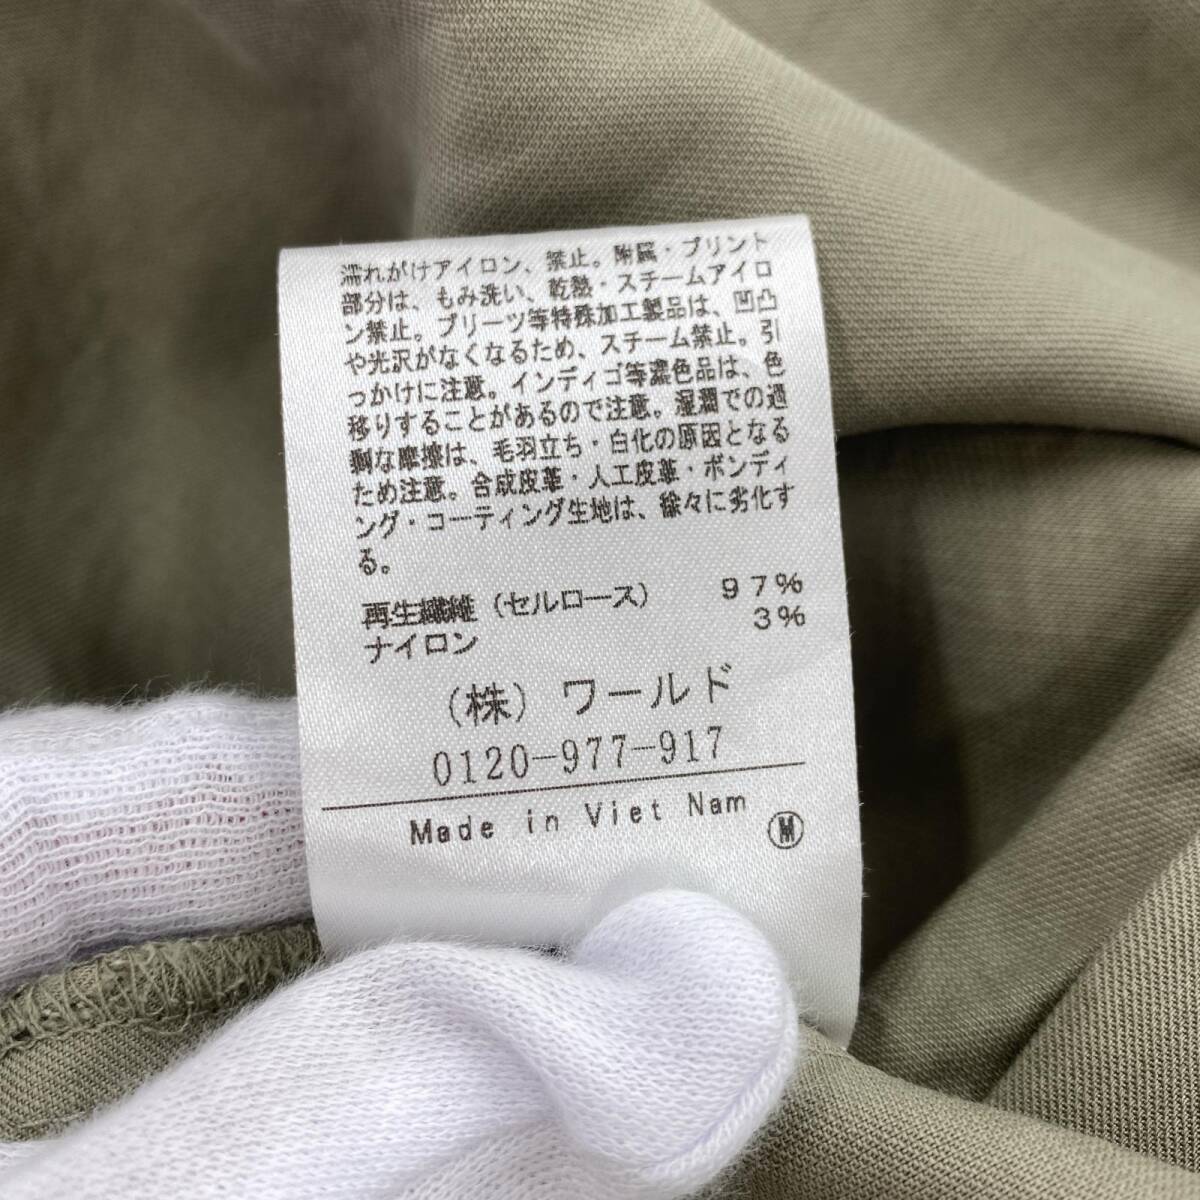 濡れがけアイロン、禁止。附属・プリント
部分は、もみ洗い、乾熱・スチームアイロ
ン禁止。プリーツ等特殊加工製品は、凹凸
や光沢がなくなるため、スチーム禁止。引
っかけに注意。インディゴ等濃色品は、色
移りすることがあるので注意。湿潤での過
剰な摩擦は、毛羽立ち・白化の原因となる
ため注意。合成皮革・人工皮革・ボンディ
ング・コーティング生地は、徐々に劣化す
る。
再生繊維（セルロース） 97%
ナイロン 3%
（株）ワールド
0120-977-917
Made in Viet Nam
Ⓜ